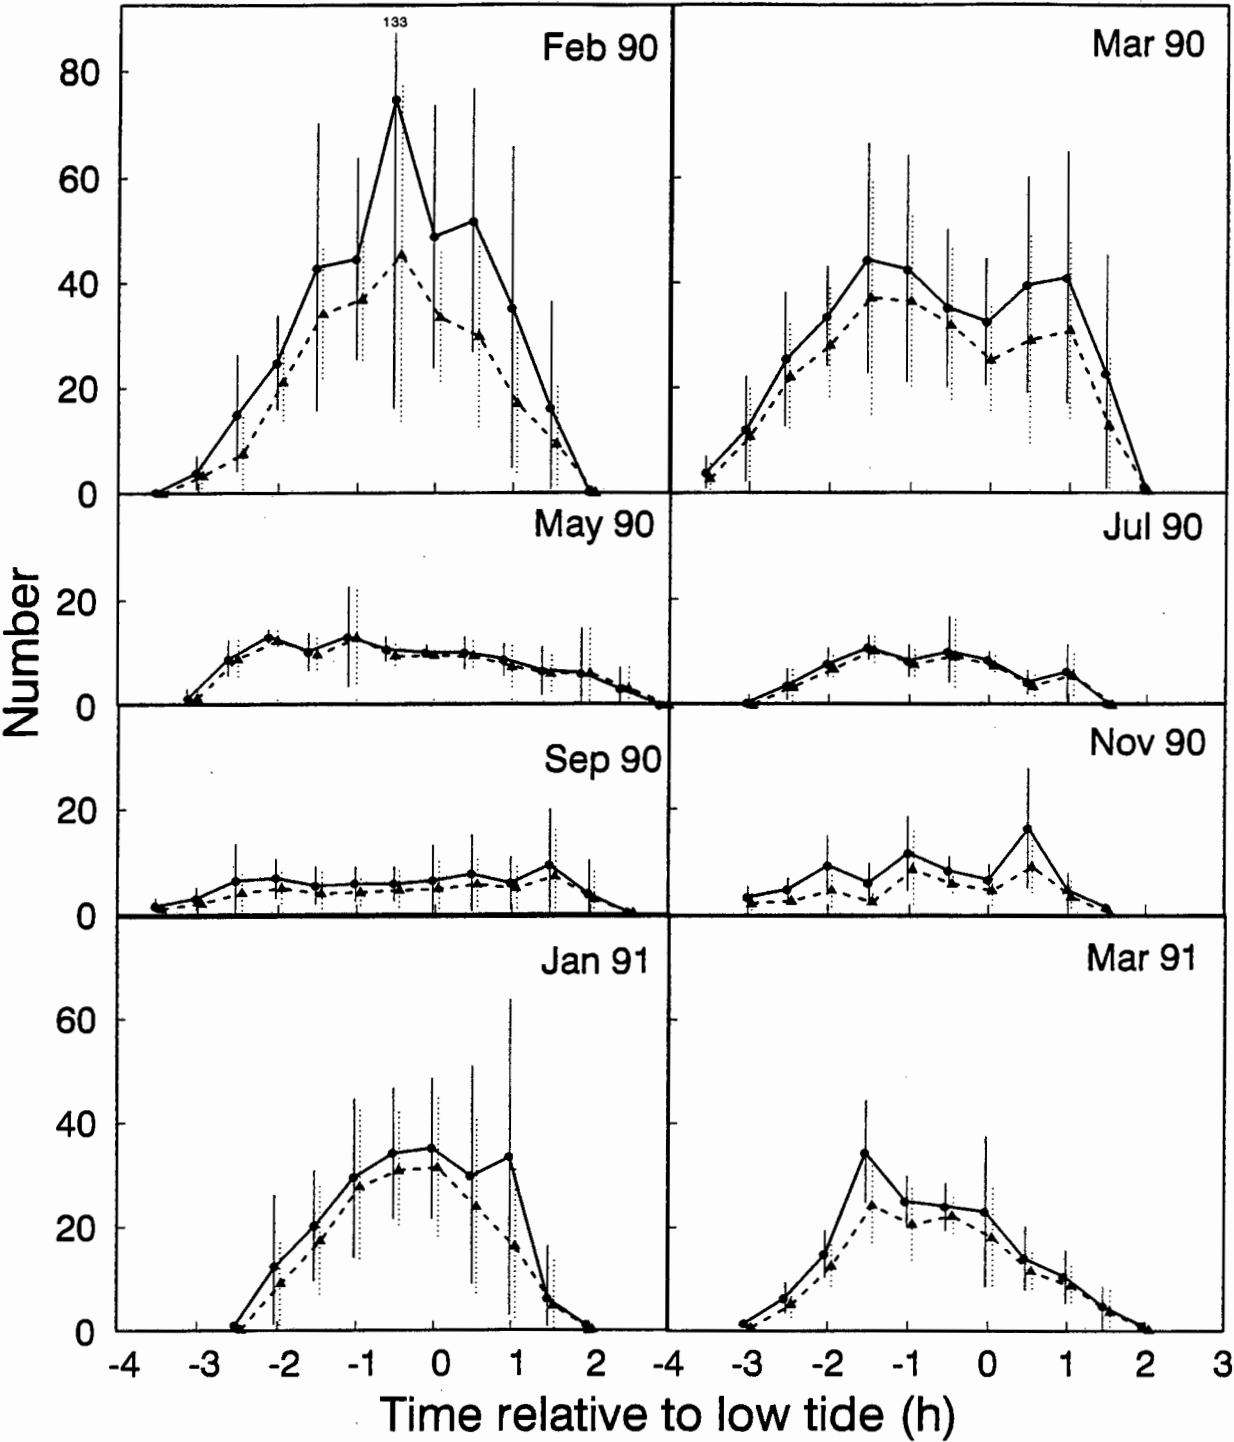 133
Feb 90
Mar 90
80
60
40
20
0
May 90
Jul 90
20
0
Sep 90
Nov 90
20
0
Jan 91
Mar 91
60
40
20
0
Number
-4 -3 -2 -1 0 1 2 -4 -3 -2 -1 0 1 2 3
Time relative to low tide (h)